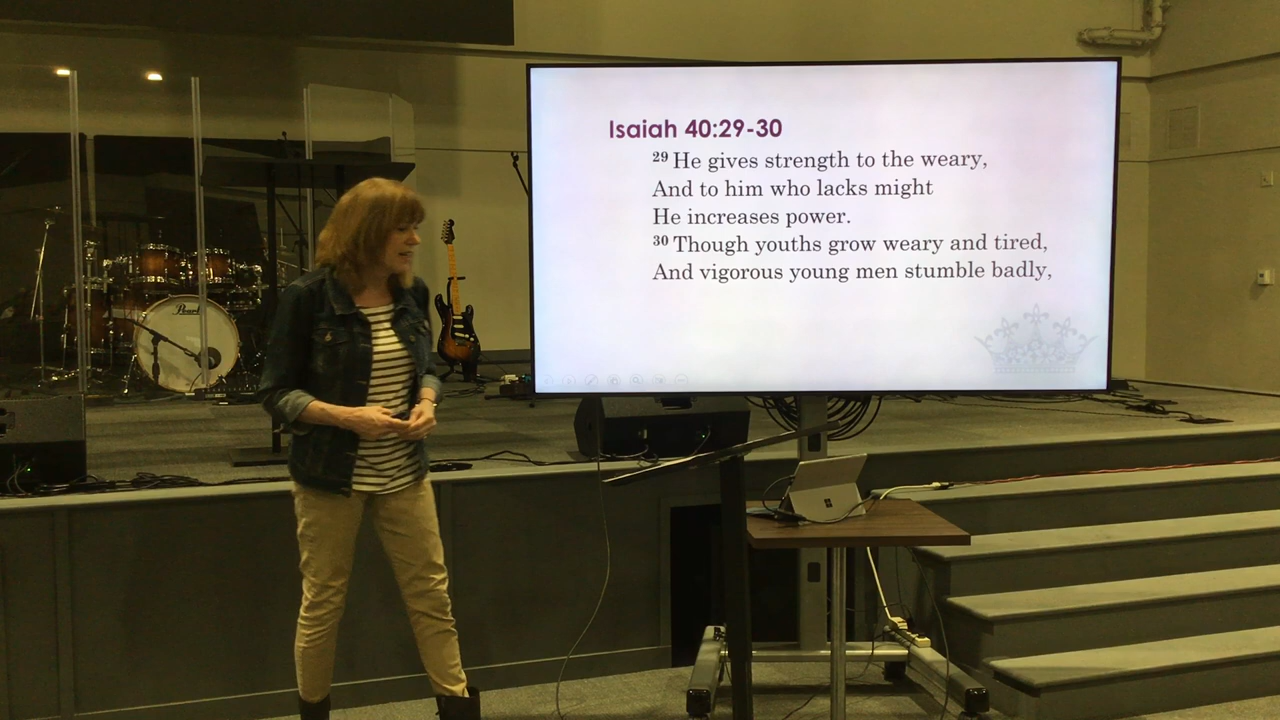 Isaiah 40:29-30
29 He gives strength to the weary,
And to him who lacks might
He increases power.
30 Though youths grow weary and tired,
And vigorous young men stumble badly,
Pearl